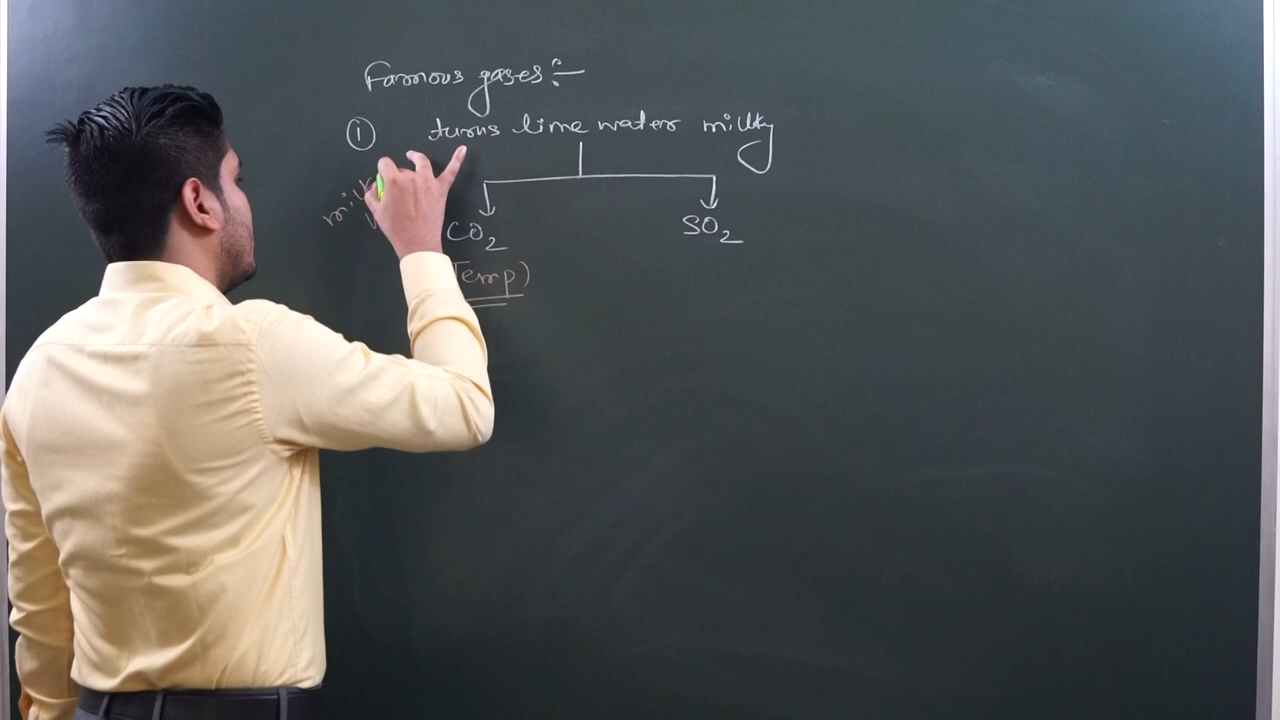 Famous gases :-
① turns lime water milky
CO2 SO2
Temp)